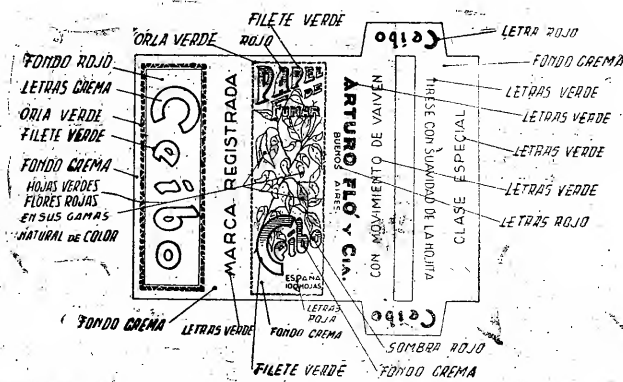 FILETE VERDE
ORLA VERDE
ROJO
LETRA ROJO
FONDO ROJO
LETRAS CREMA
ORLA VERDE
FILETE VERDE
FONDO CREMA
HOJAS VERDES
FLORES ROJAS
EN SUS GAMAS
NATURAL DE COLOR
FONDO CREMA
Ceibo
MARCA REGISTRADA
LETRAS VERDE
PAPEL
DE
FUMAR
Ceibo
ESPAÑA
100 HOJAS
LETRAS
ROJA
FONDO CREMA
FILETE VERDE
ARTURO FLÓ Y CIA.
BUENOS AIRES
CON MOVIMIENTO DE VAIVEN
TIRESE CON SUAVIDAD DE LA HOJITA
CLASE ESPECIAL
Ceibo
Ceibo
FONDO CREMA
LETRAS VERDE
LETRAS VERDE
LETRAS VERDE
LETRAS VERDE
LETRAS ROJO
SOMBRA ROJO
FONDO CREMA